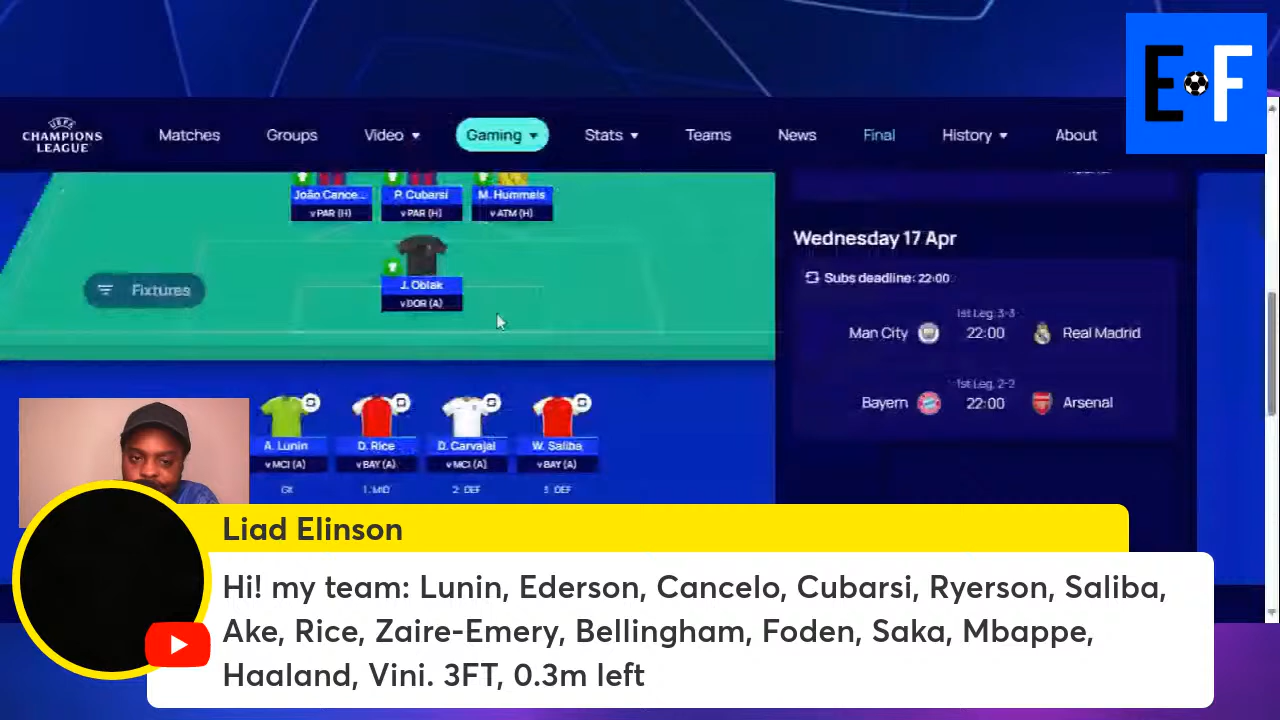 E F
UEFA
CHAMPIONS
LEAGUE
Matches Groups Video Gaming Stats Teams News Final History About
João Cance... P. Cubarsí M. Hummels
v PAR (H) v PAR (H) v ATM (H)
Wednesday 17 Apr
Subs deadline: 22:00
Fixtures
J. Oblak
v DOR (A)
1st Leg: 3-3
Man City 22:00 Real Madrid
1st Leg: 2-2
Bayern 22:00 Arsenal
A. Lunin D. Rice D. Carvajal W. Saliba
v MCI (A) v BAY (A) v MCI (A) v BAY (A)
GK 1. MID 2. DEF 3. DEF
Liad Elinson
Hi! my team: Lunin, Ederson, Cancelo, Cubarsi, Ryerson, Saliba,
Ake, Rice, Zaire-Emery, Bellingham, Foden, Saka, Mbappe,
Haaland, Vini. 3FT, 0.3m left